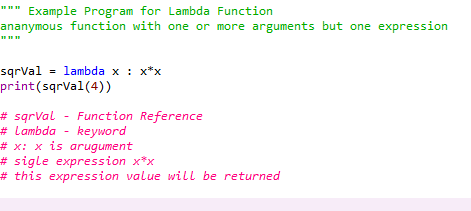 """ Example Program for Lambda Function
ananymous function with one or more arguments but one expression
"""
sqrVal = lambda x : x*x
print(sqrVal(4))
# sqrVal - Function Reference
# lambda - keyword
# x: x is arugument
# sigle expression x*x
# this expression value will be returned